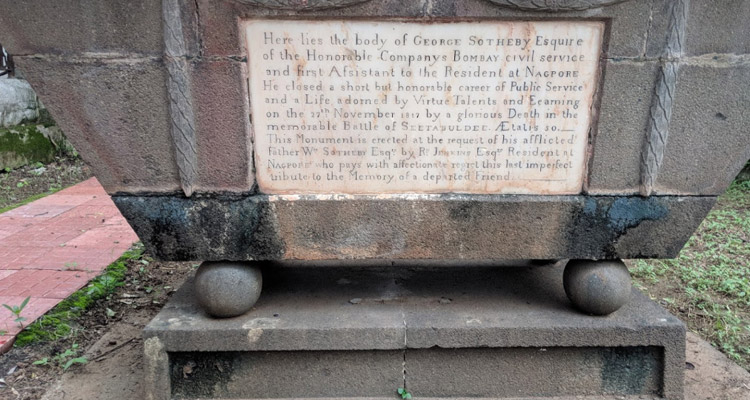 Here lies the body of GEORGE SOTHEBY Esquire
of the Honorable Companys BOMBAY civil service
and first Afsistant to the Resident at NAGPORE
He closed a short but honorable career of Public Service
and a Life adorned by Virtue Talents and Learning
on the 27th November 1817 by a glorious Death in the
memorable Battle of SEETABULDEE Ætatis 30
This Monument is erected at the request of his afflicted
Father Wm SOTHEBY Esqr by Rd JENKINS Esqr Resident at
NAGPORE who pays with affectionate regret this last imperfect
tribute to the Memory of a departed Friend